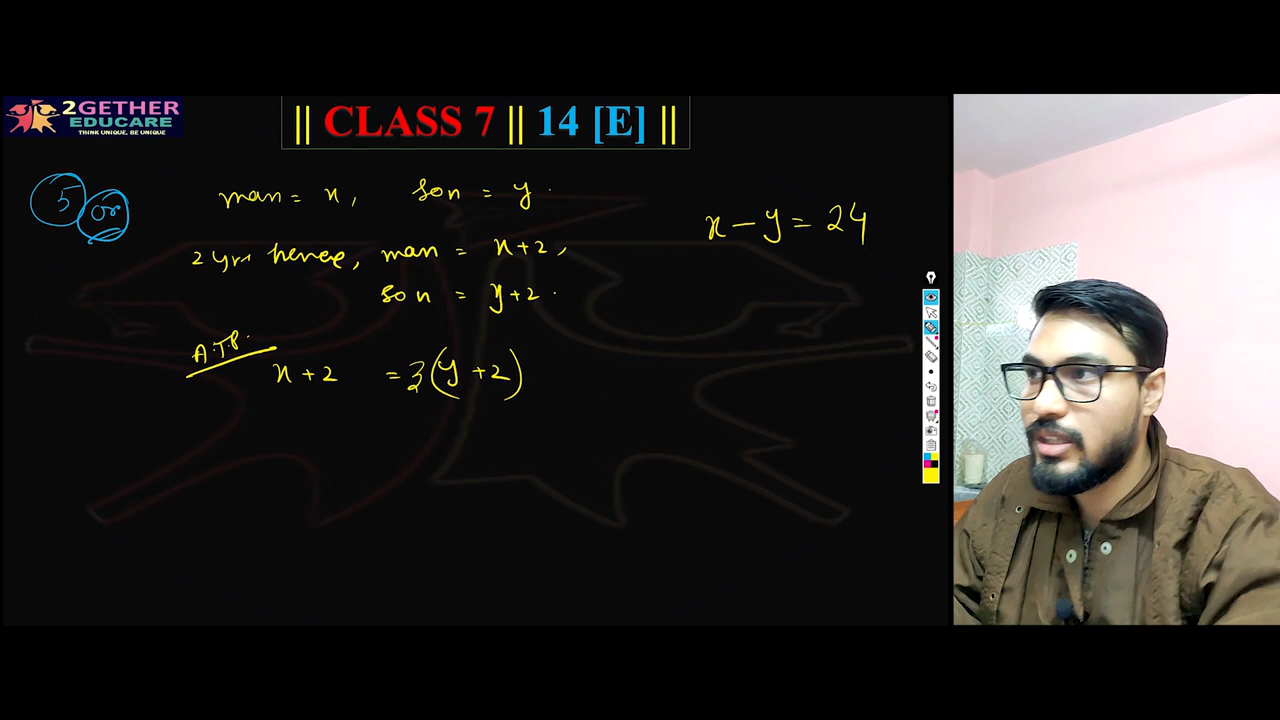 2GETHER
EDUCARE
THINK UNIQUE, BE UNIQUE
|| CLASS 7 || 14 [E] ||
5 or
man = x, son = y.
x - y = 24
2 yrs hence, man = x+2,
son = y+2.
A.T.P.
x + 2 = 3(y + 2)